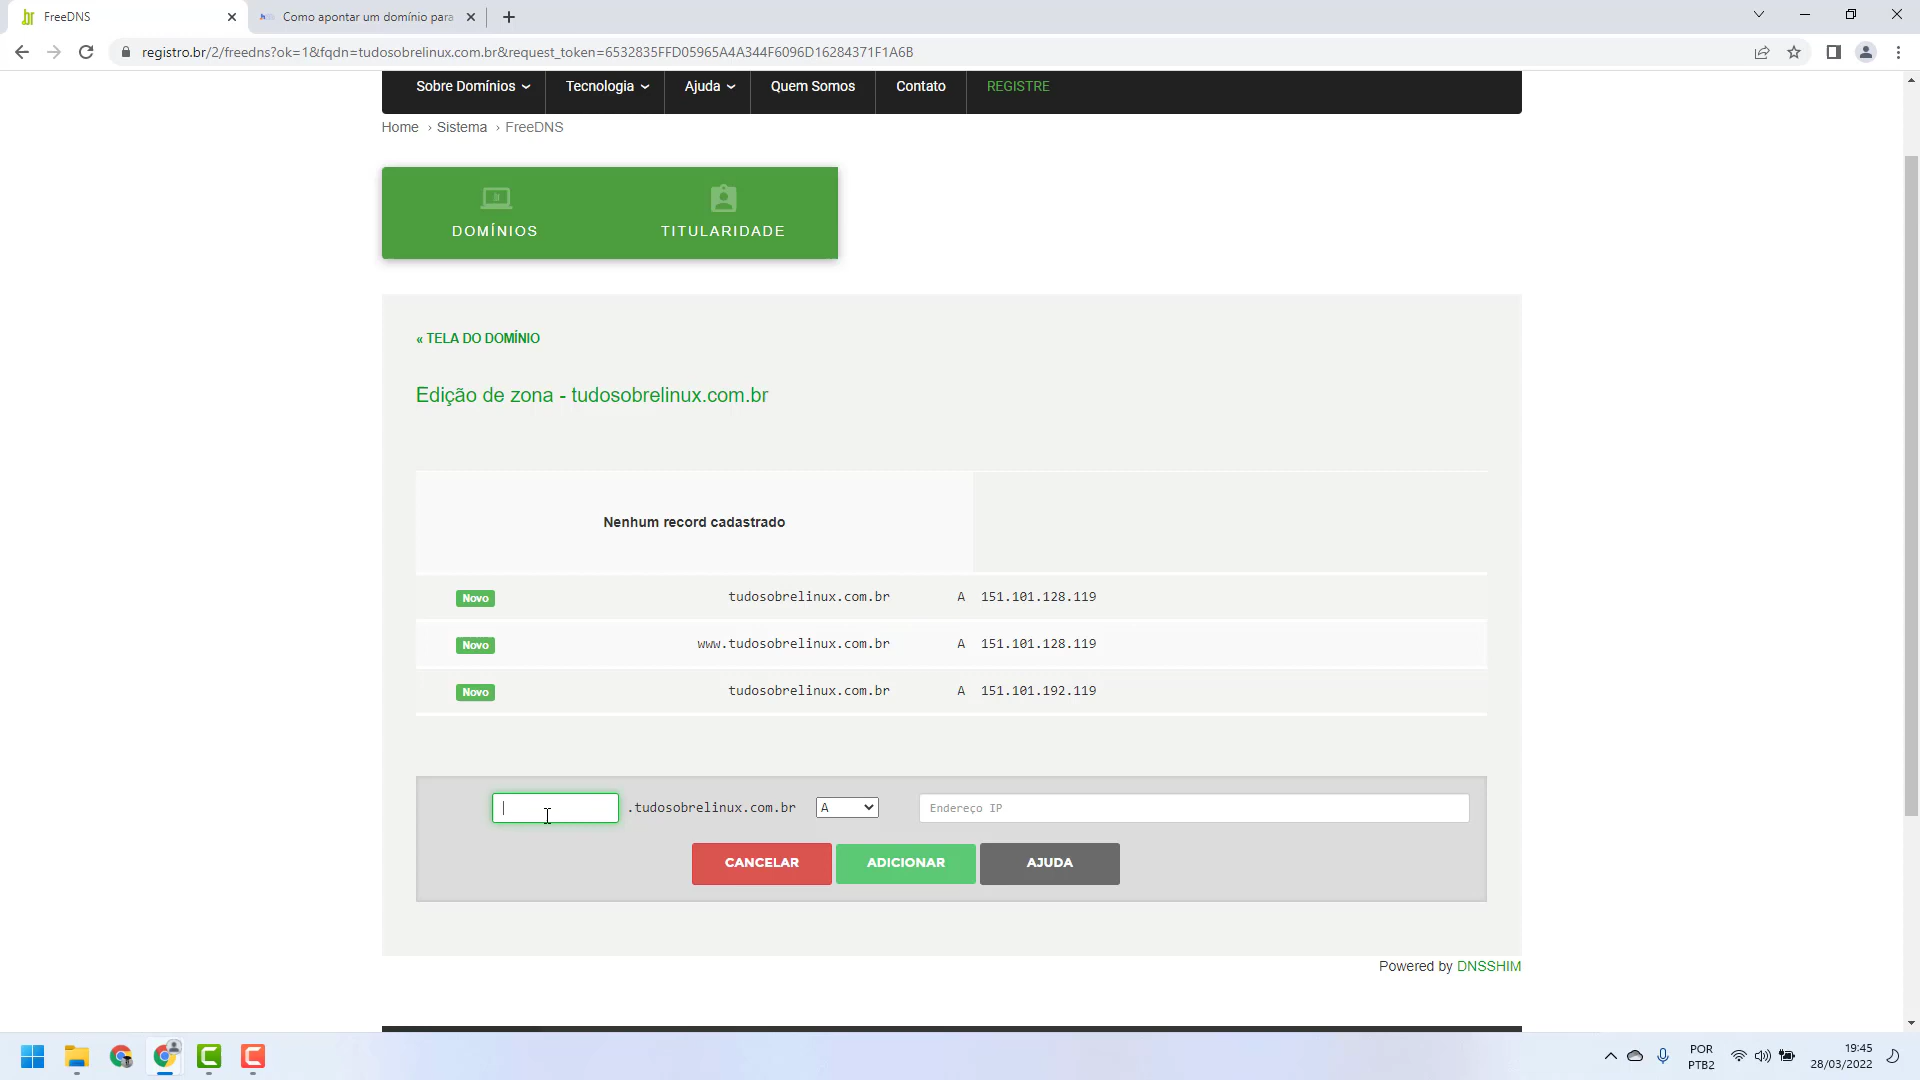 FreeDNS
Como apontar um domínio para
registro.br/2/freedns?ok=1&fqdn=tudosobrelinux.com.br&request_token=6532835FFD05965A4A344F6096D16284371F1A6B
Sobre Domínios
Tecnologia
Ajuda
Quem Somos
Contato
REGISTRE
Home › Sistema › FreeDNS
DOMÍNIOS
TITULARIDADE
« TELA DO DOMÍNIO
Edição de zona - tudosobrelinux.com.br
Nenhum record cadastrado
Novo tudosobrelinux.com.br A 151.101.128.119
Novo www.tudosobrelinux.com.br A 151.101.128.119
Novo tudosobrelinux.com.br A 151.101.192.119
.tudosobrelinux.com.br A Endereço IP
CANCELAR
ADICIONAR
AJUDA
Powered by DNSSHIM
POR
PTB2
19:45
28/03/2022